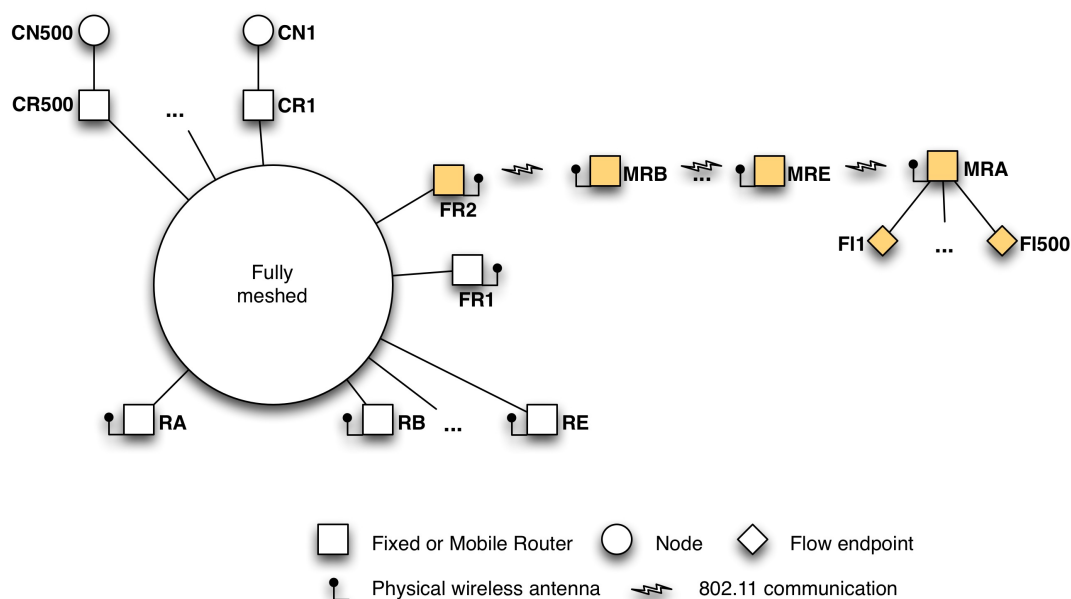 CN500
CN1
CR500
...
CR1
MRB
...
MRE
MRA
FR2
FI1
...
FI500
Fully
meshed
FR1
RA
RB
...
RE
Fixed or Mobile Router
Node
Flow endpoint
Physical wireless antenna
802.11 communication